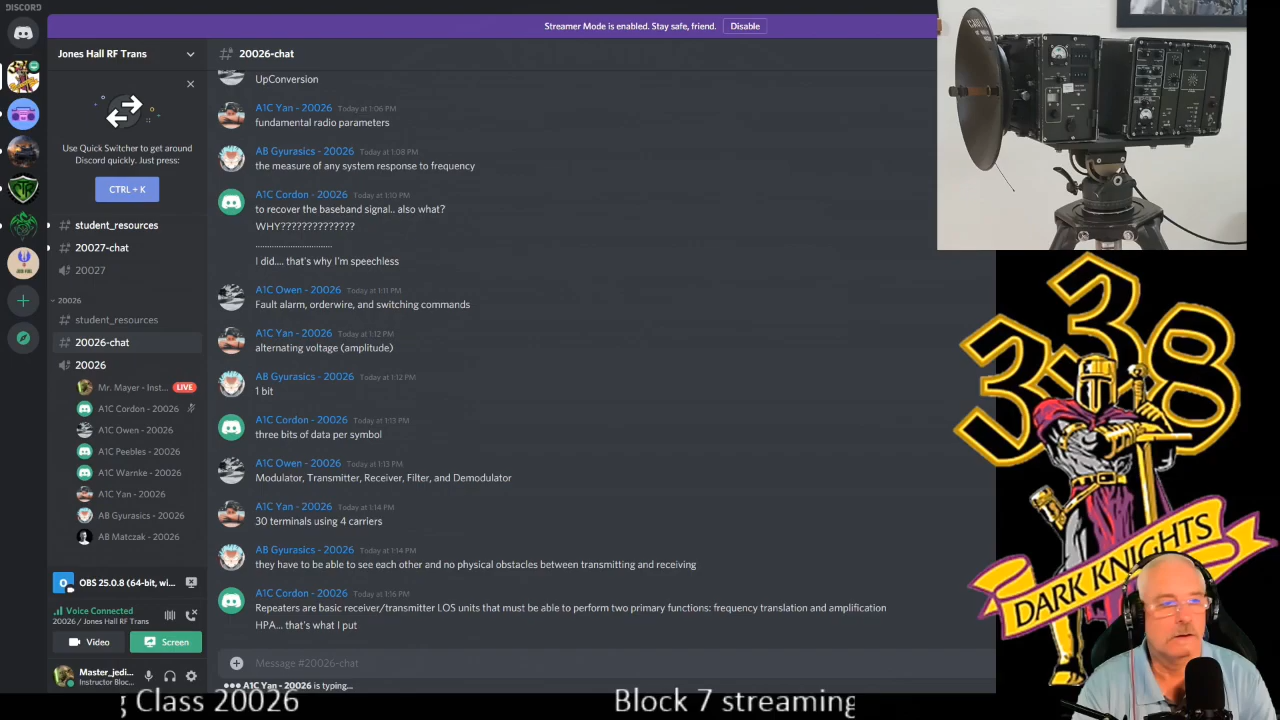 DISCORD
Streamer Mode is enabled. Stay safe, friend. Disable
Jones Hall RF Trans
Use Quick Switcher to get around
Discord quickly. Just press:
CTRL + K
student_resources
20027-chat
20027
20026
student_resources
20026-chat
20026
Mr. Mayer - Inst... LIVE
A1C Cordon - 20026
A1C Owen - 20026
A1C Peebles - 20026
A1C Warnke - 20026
A1C Yan - 20026
AB Gyurasics - 20026
AB Matczak - 20026
OBS 25.0.8 (64-bit, wi...
Voice Connected
20026 / Jones Hall RF Trans
Video Screen
Master_jedi...
Instructor Bloc...
20026-chat
UpConversion
A1C Yan - 20026 Today at 1:06 PM
fundamental radio parameters
AB Gyurasics - 20026 Today at 1:08 PM
the measure of any system response to frequency
A1C Cordon - 20026 Today at 1:10 PM
to recover the baseband signal.. also what?
WHY??????????????
I did.... that's why I'm speechless
A1C Owen - 20026 Today at 1:11 PM
Fault alarm, orderwire, and switching commands
A1C Yan - 20026 Today at 1:12 PM
alternating voltage (amplitude)
AB Gyurasics - 20026 Today at 1:12 PM
1 bit
A1C Cordon - 20026 Today at 1:13 PM
three bits of data per symbol
A1C Owen - 20026 Today at 1:13 PM
Modulator, Transmitter, Receiver, Filter, and Demodulator
A1C Yan - 20026 Today at 1:14 PM
30 terminals using 4 carriers
AB Gyurasics - 20026 Today at 1:14 PM
they have to be able to see each other and no physical obstacles between transmitting and receiving
A1C Cordon - 20026 Today at 1:16 PM
Repeaters are basic receiver/transmitter LOS units that must be able to perform two primary functions: frequency translation and amplification
HPA... that's what I put
Message #20026-chat
A1C Yan - 20026 is typing...
338
DARK KNIGHTS
g Class 20026
Block 7 streaming